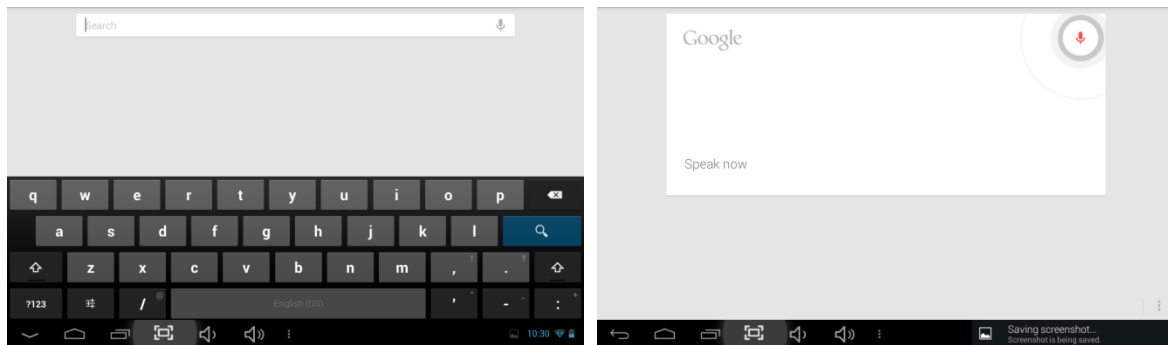 Search
q w e r t y u i o p
a s d f g h j k l
z x c v b n m , ! . ?
?123 / @ English (US) ' " - _ : +
10:30
Google
Speak now
Saving screenshot...
Screenshot is being saved.